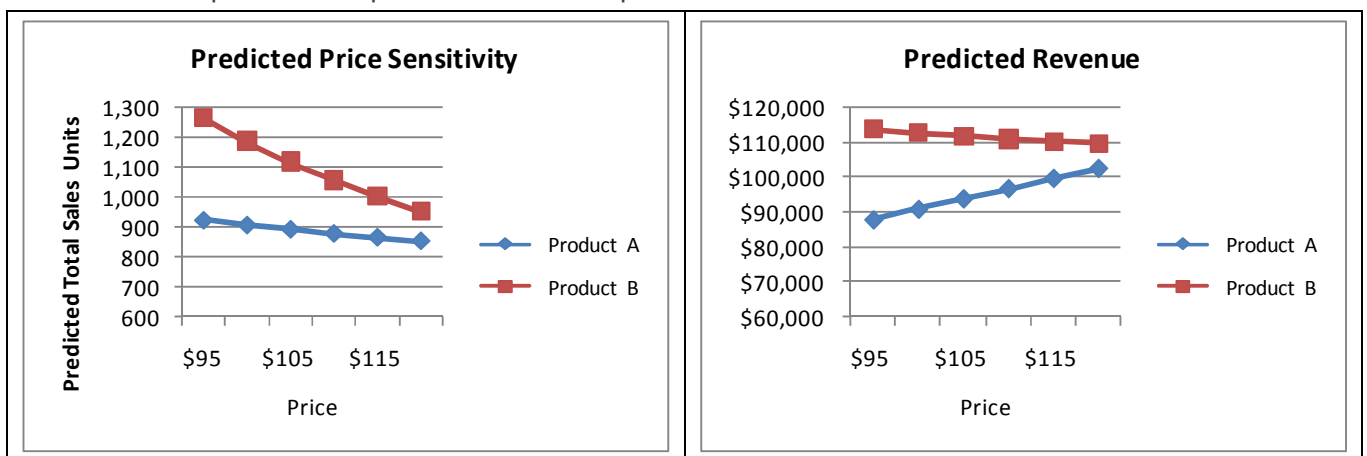 Predicted Price Sensitivity
Predicted Total Sales Units
1,300
1,200
1,100
1,000
900
800
700
600
$95 $105 $115
Price
Product A
Product B
Predicted Revenue
$120,000
$110,000
$100,000
$90,000
$80,000
$70,000
$60,000
$95 $105 $115
Price
Product A
Product B